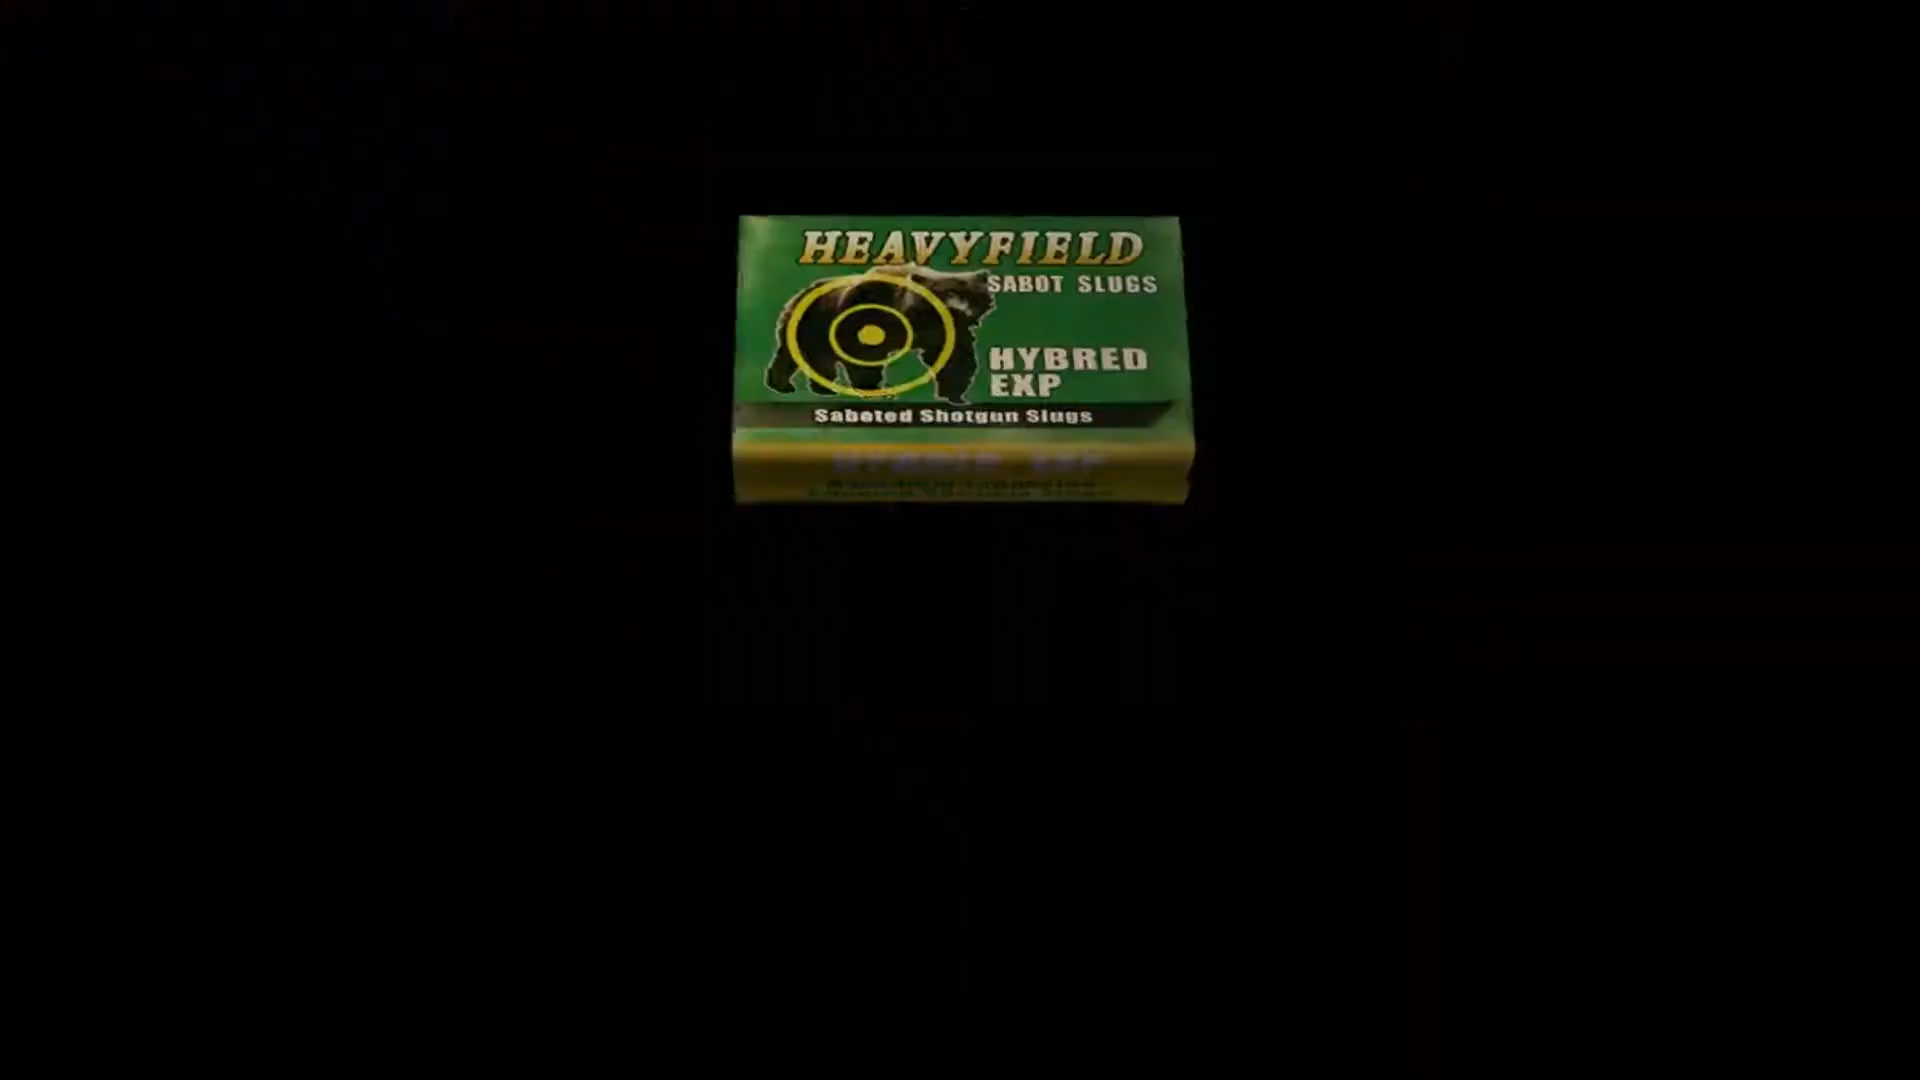 HEAVYFIELD
SABOT SLUGS
HYBRED
EXP
Saboted Shotgun Slugs